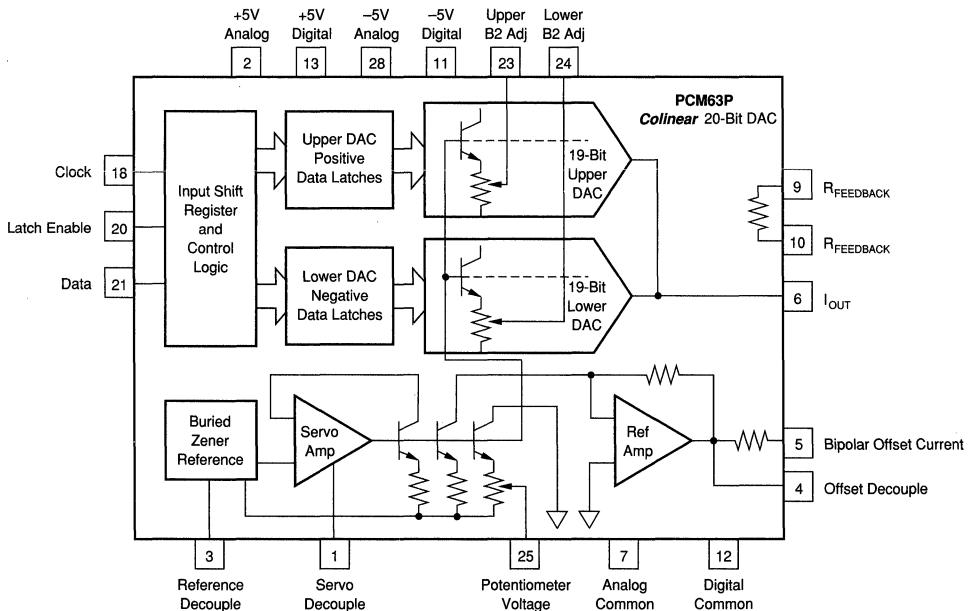 +5V
Analog
+5V
Digital
–5V
Analog
–5V
Digital
Upper
B2 Adj
Lower
B2 Adj
2
13
28
11
23
24
PCM63P
Colinear 20-Bit DAC
Clock
18
Latch Enable
20
Data
21
Input Shift
Register
and
Control
Logic
Upper DAC
Positive
Data Latches
19-Bit
Upper
DAC
Lower DAC
Negative
Data Latches
19-Bit
Lower
DAC
9
RFEEDBACK
10
RFEEDBACK
6
IOUT
Buried
Zener
Reference
Servo
Amp
Ref
Amp
5
Bipolar Offset Current
4
Offset Decouple
3
1
25
7
12
Reference
Decouple
Servo
Decouple
Potentiometer
Voltage
Analog
Common
Digital
Common